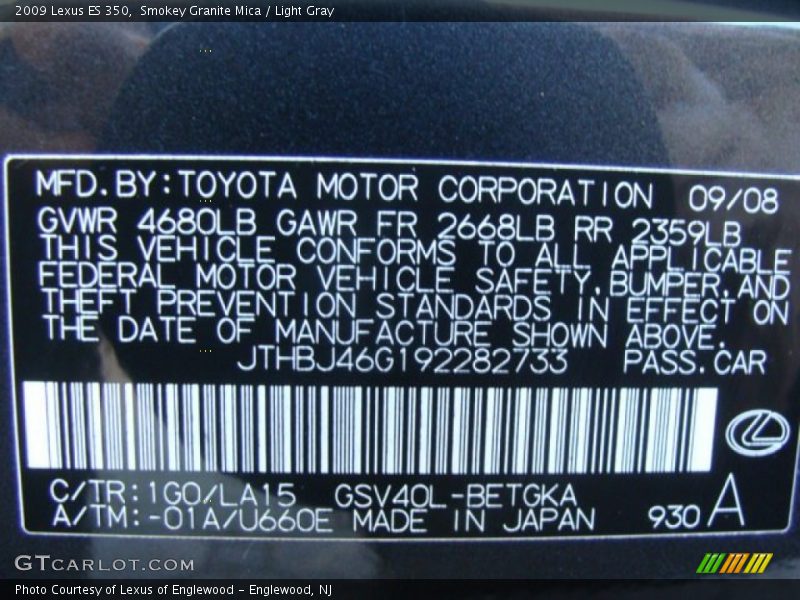 2009 Lexus ES 350, Smokey Granite Mica / Light Gray
MFD.BY:TOYOTA MOTOR CORPORATION 09/08
GVWR 4680LB GAWR FR 2668LB RR 2359LB
THIS VEHICLE CONFORMS TO ALL APPLICABLE
FEDERAL MOTOR VEHICLE SAFETY,BUMPER,AND
THEFT PREVENTION STANDARDS IN EFFECT ON
THE DATE OF MANUFACTURE SHOWN ABOVE.
JTHBJ46G192282733 PASS.CAR
C/TR:1G0/LA15 GSV40L-BETGKA
A/TM:-01A/U660E MADE IN JAPAN 930 A
GTCARLOT.COM
Photo Courtesy of Lexus of Englewood - Englewood, NJ